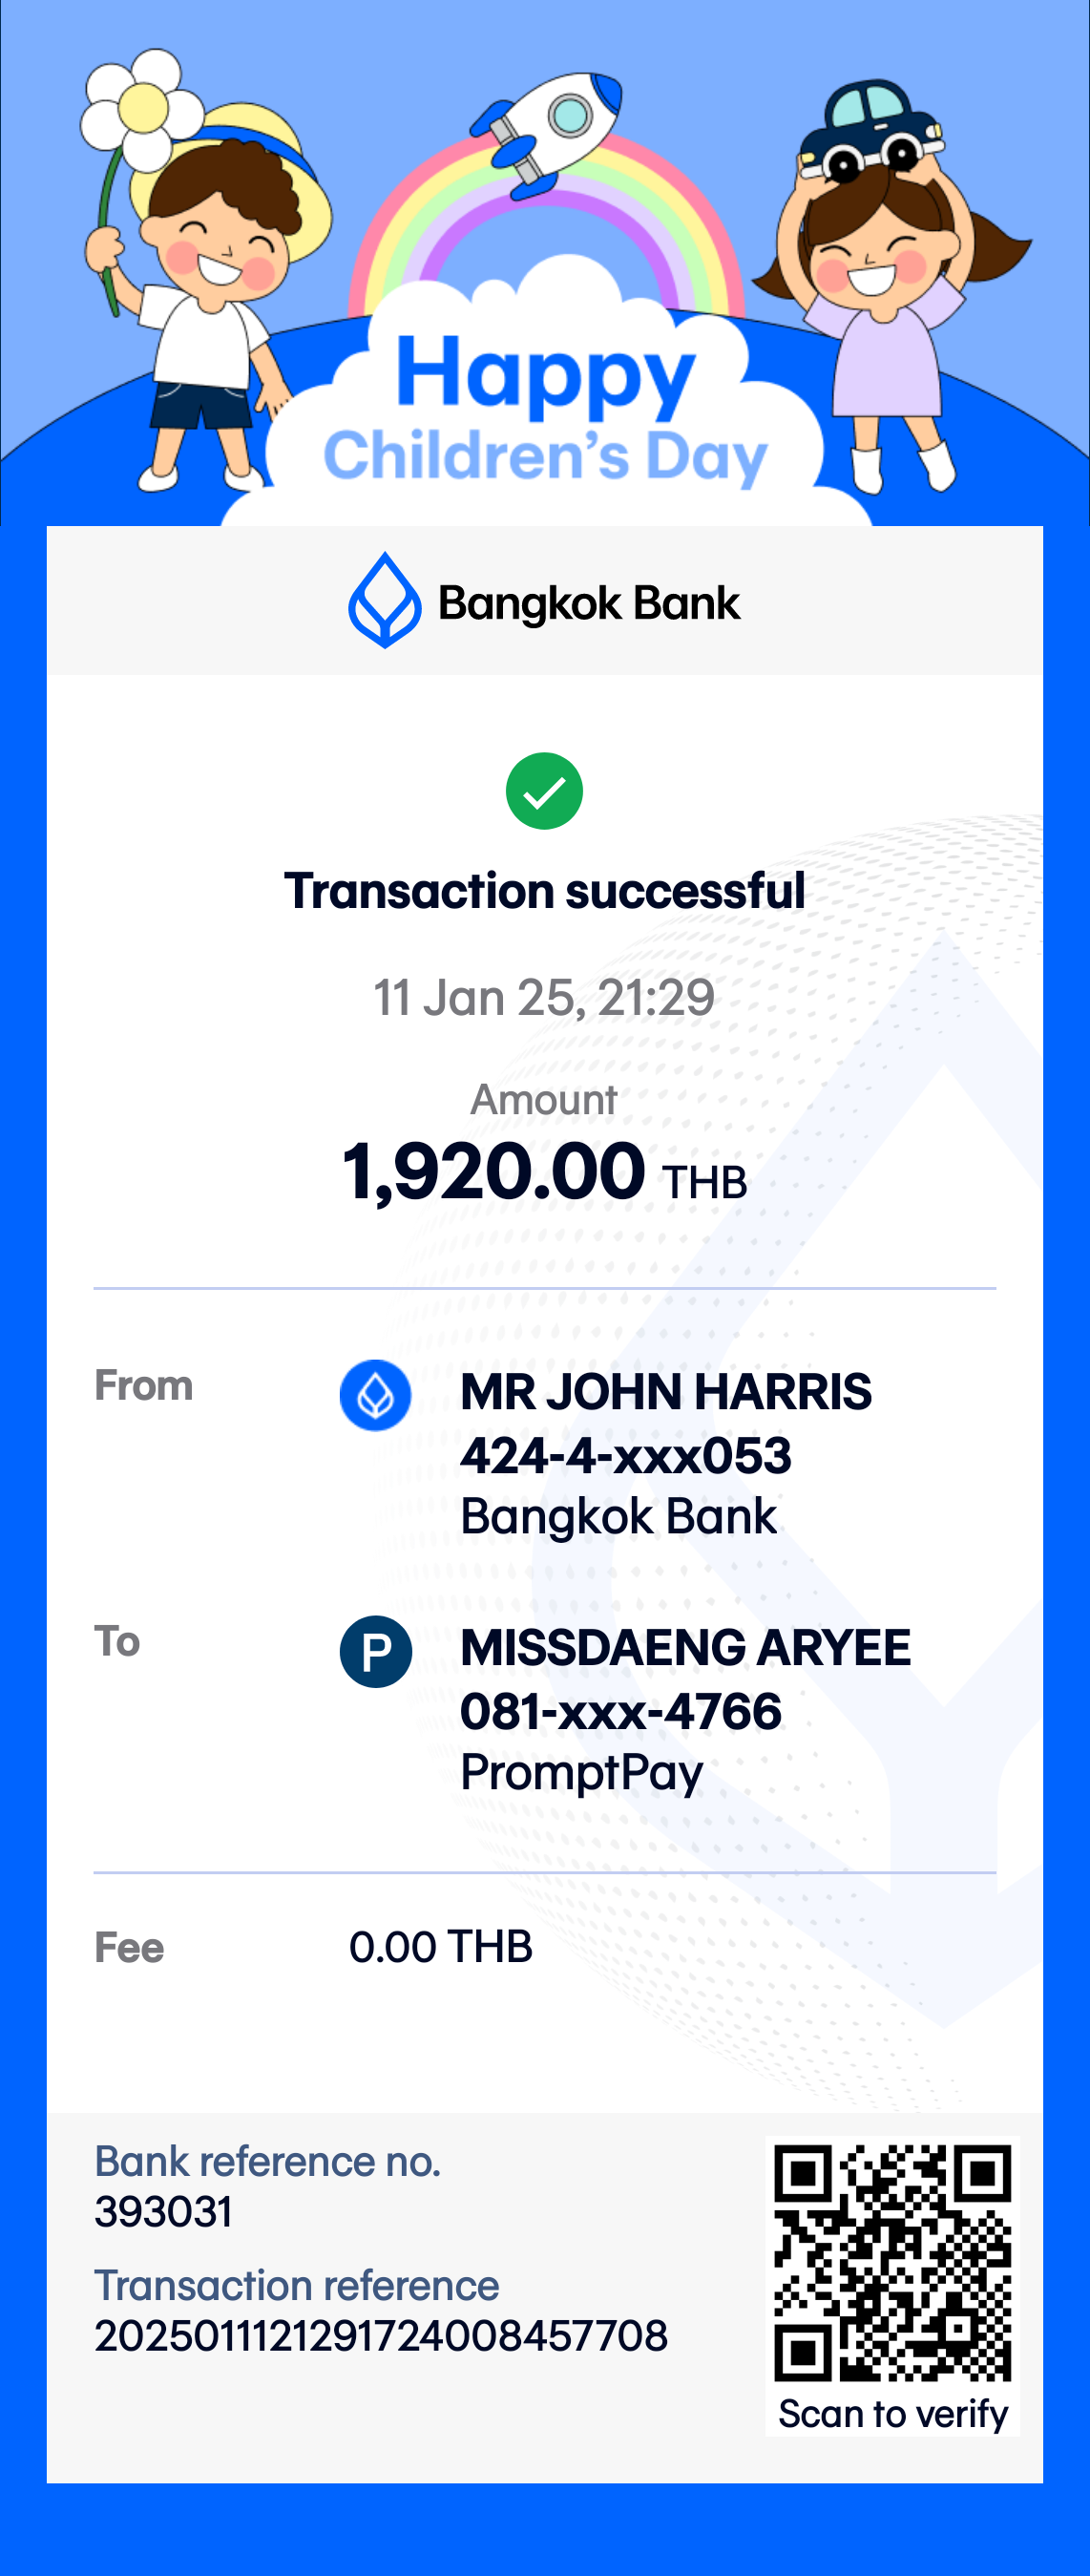 Happy
Children's Day
Bangkok Bank
Transaction successful
11 Jan 25, 21:29
Amount
1,920.00 THB
From
MR JOHN HARRIS
424-4-xxx053
Bangkok Bank
To
P
MISSDAENG ARYEE
081-xxx-4766
PromptPay
Fee
0.00 THB
Bank reference no.
393031
Transaction reference
2025011121291724008457708
Scan to verify